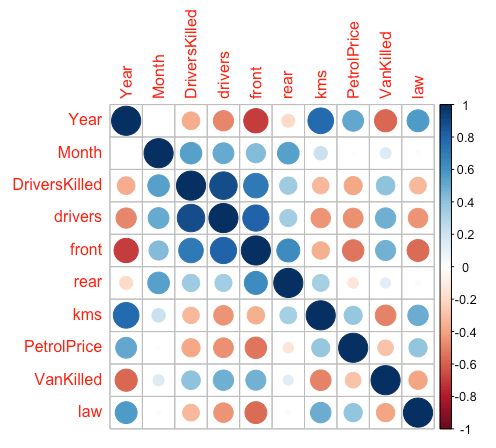 Year
Month
DriversKilled
drivers
front
rear
kms
PetrolPrice
VanKilled
law
Year
Month
DriversKilled
drivers
front
rear
kms
PetrolPrice
VanKilled
law
1
0.8
0.6
0.4
0.2
0
-0.2
-0.4
-0.6
-0.8
-1